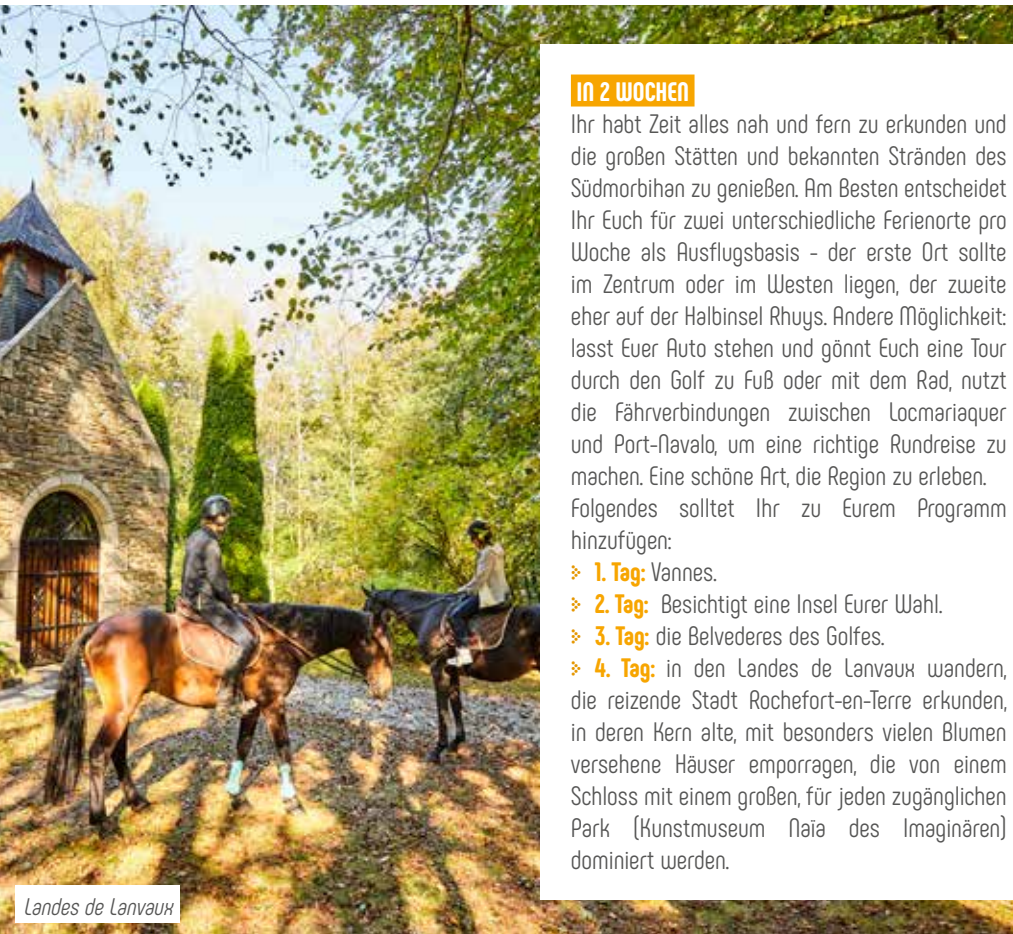 IN 2 WOCHEN
Ihr habt Zeit alles nah und fern zu erkunden und
die großen Stätten und bekannten Stränden des
Südmorbihan zu genießen. Am Besten entscheidet
Ihr Euch für zwei unterschiedliche Ferienorte pro
Woche als Ausflugsbasis - der erste Ort sollte
im Zentrum oder im Westen liegen, der zweite
eher auf der Halbinsel Rhuys. Andere Möglichkeit:
lasst Euer Auto stehen und gönnt Euch eine Tour
durch den Golf zu Fuß oder mit dem Rad, nutzt
die Fährverbindungen zwischen Locmariaquer
und Port-Navalo, um eine richtige Rundreise zu
machen. Eine schöne Art, die Region zu erleben.
Folgendes solltet Ihr zu Eurem Programm
hinzufügen:
1. Tag: Vannes.
2. Tag: Besichtigt eine Insel Eurer Wahl.
3. Tag: die Belvederes des Golfes.
4. Tag: in den Landes de Lanvaux wandern,
die reizende Stadt Rochefort-en-Terre erkunden,
in deren Kern alte, mit besonders vielen Blumen
versehene Häuser emporragen, die von einem
Schloss mit einem großen, für jeden zugänglichen
Park (Kunstmuseum Naïa des Imaginären)
dominiert werden.
Landes de Lanvaux